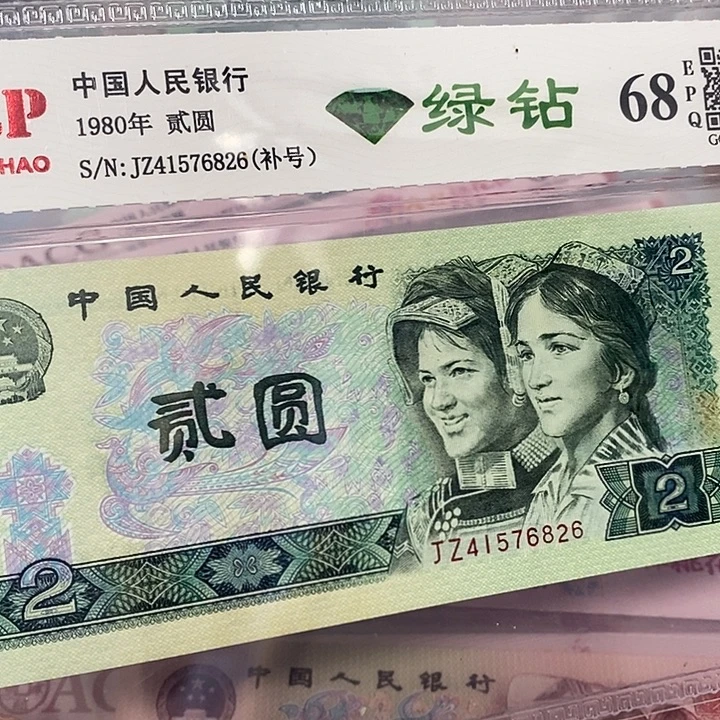 P
HAO
中国人民银行
1980年 贰圆
S/N:JZ41576826(补号)
绿钻
68
E
P
Q
中国人民银行
2
贰圆
2
JZ41576826
2
中国人民银行